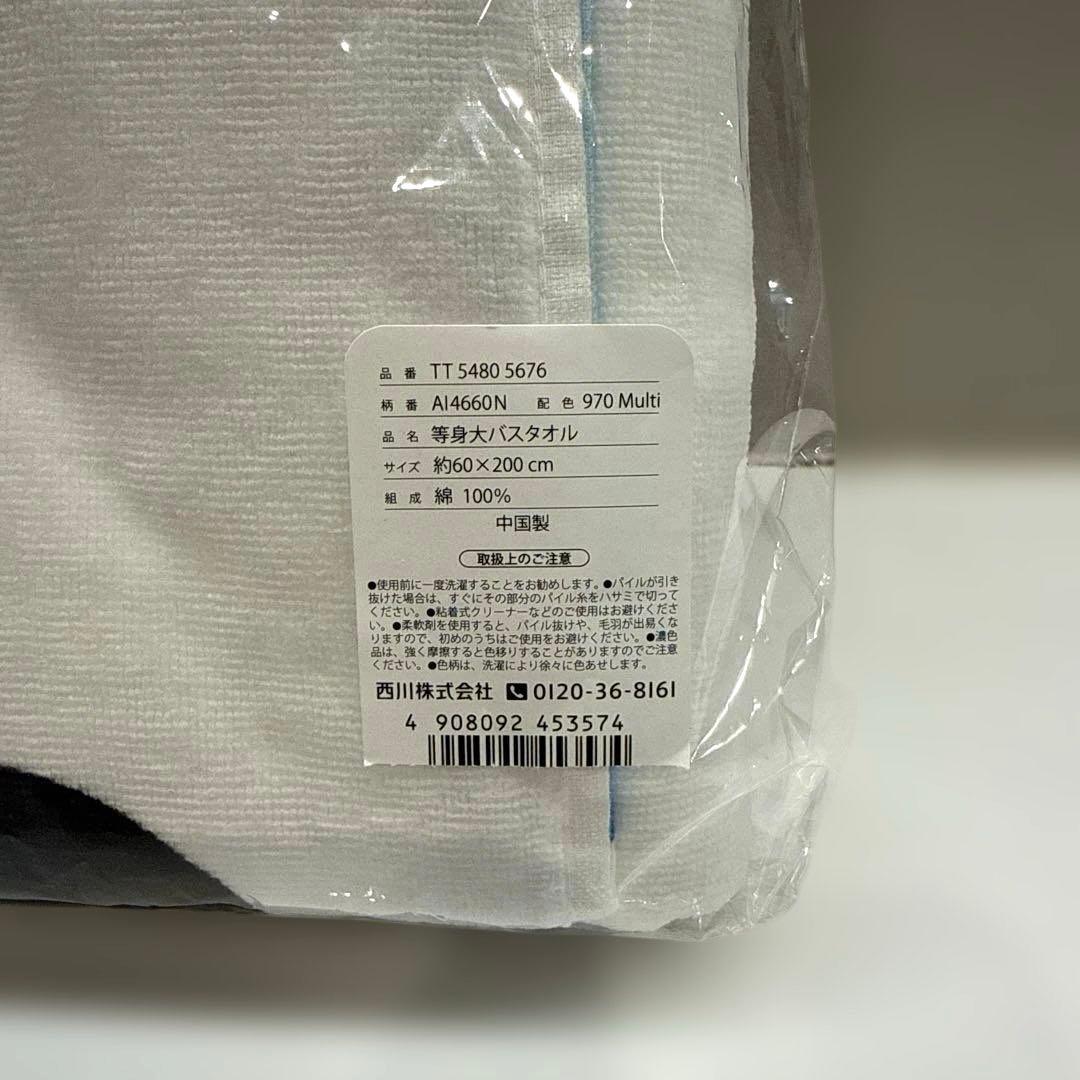 品番 TT 5480 5676
柄番 AI4660N 配色 970 Multi
品名 等身大バスタオル
サイズ 約60×200cm
組成 綿 100%
中国製
取扱上のご注意
●使用前に一度洗濯することをお勧めします。●パイルが引き
抜けた場合は、すぐにその部分のパイル糸をハサミで切って
ください。●粘着式クリーナーなどのご使用はお避けくださ
い。●柔軟剤を使用すると、パイル抜けや、毛羽が出易くな
りますので、初めのうちはご使用をお避けください。●濃色
品は、強く摩擦すると色移りすることがありますのでご注意
ください。●色柄は、洗濯により徐々に色あせします。
西川株式会社 0120-36-8161
4 908092 453574